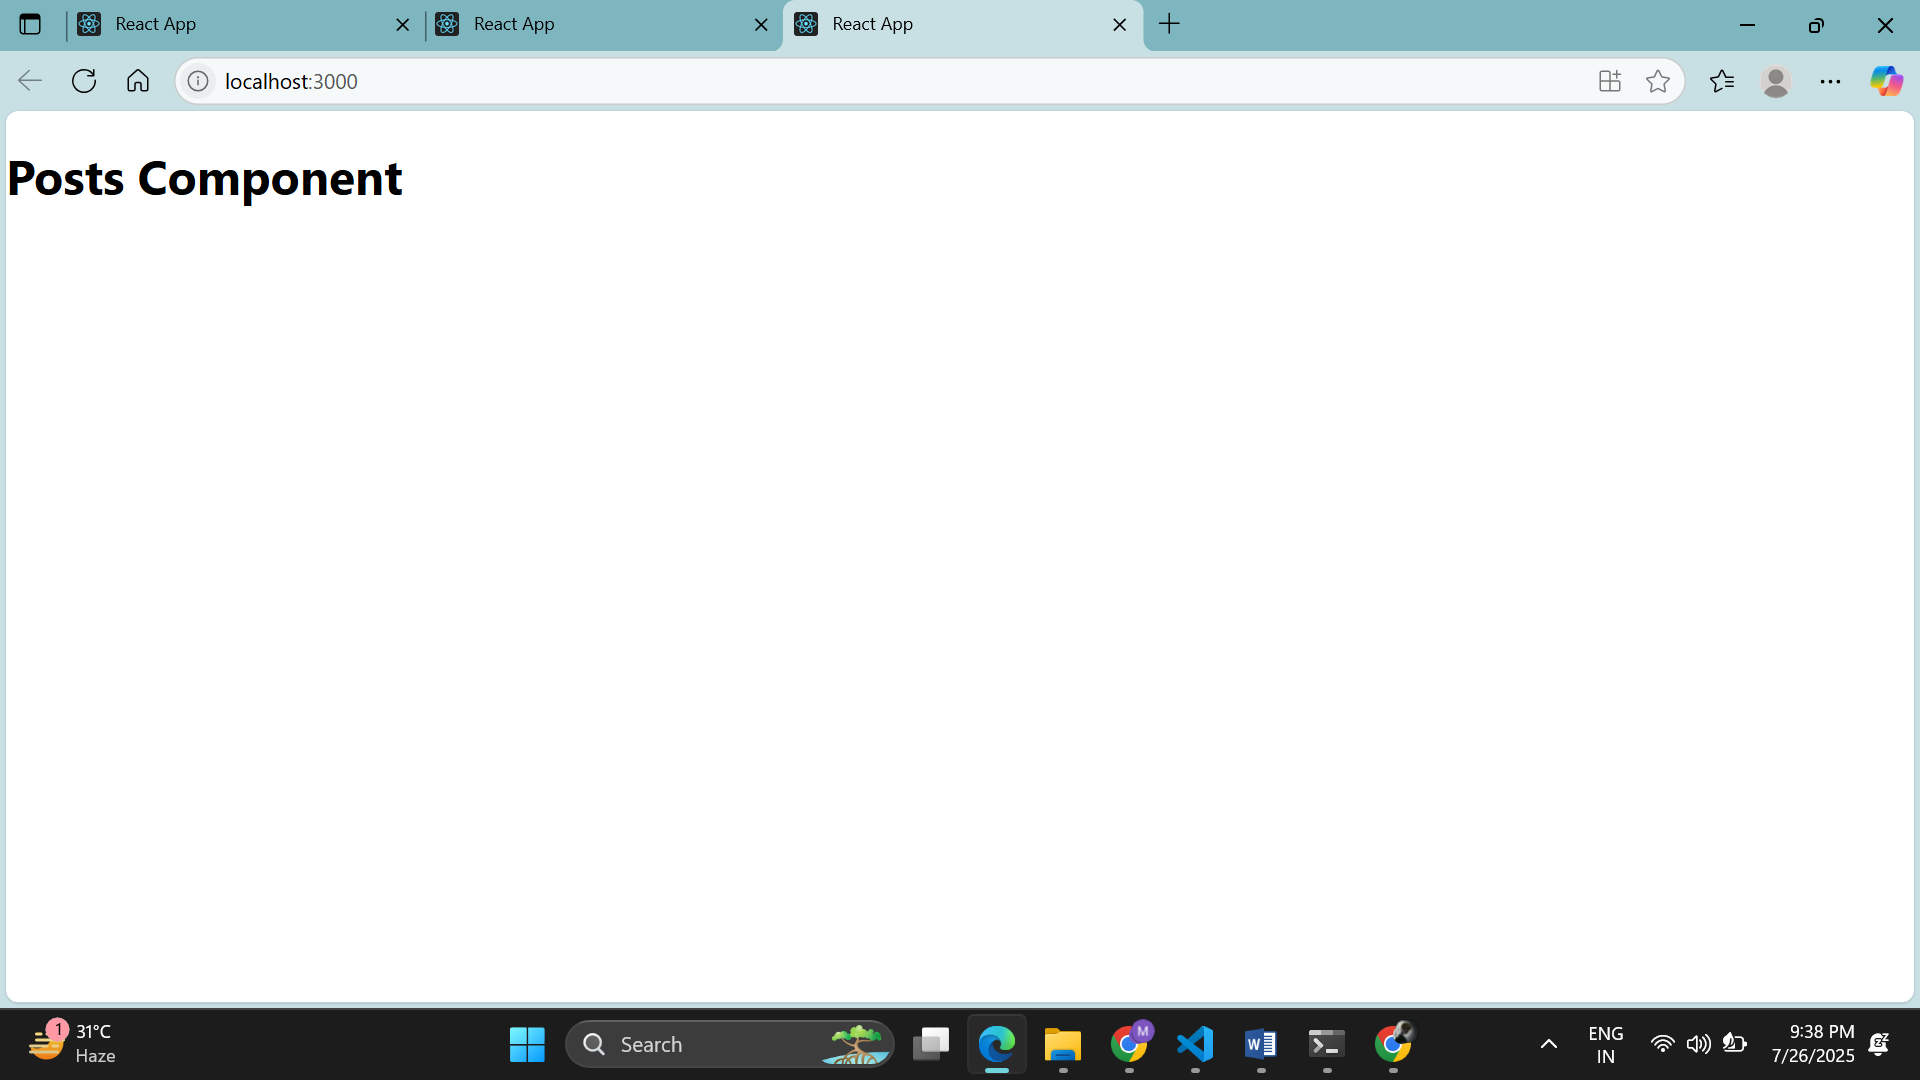 React App
React App
React App
localhost:3000
Posts Component
1
31°C
Haze
Search
M
W
ENG
IN
9:38 PM
7/26/2025